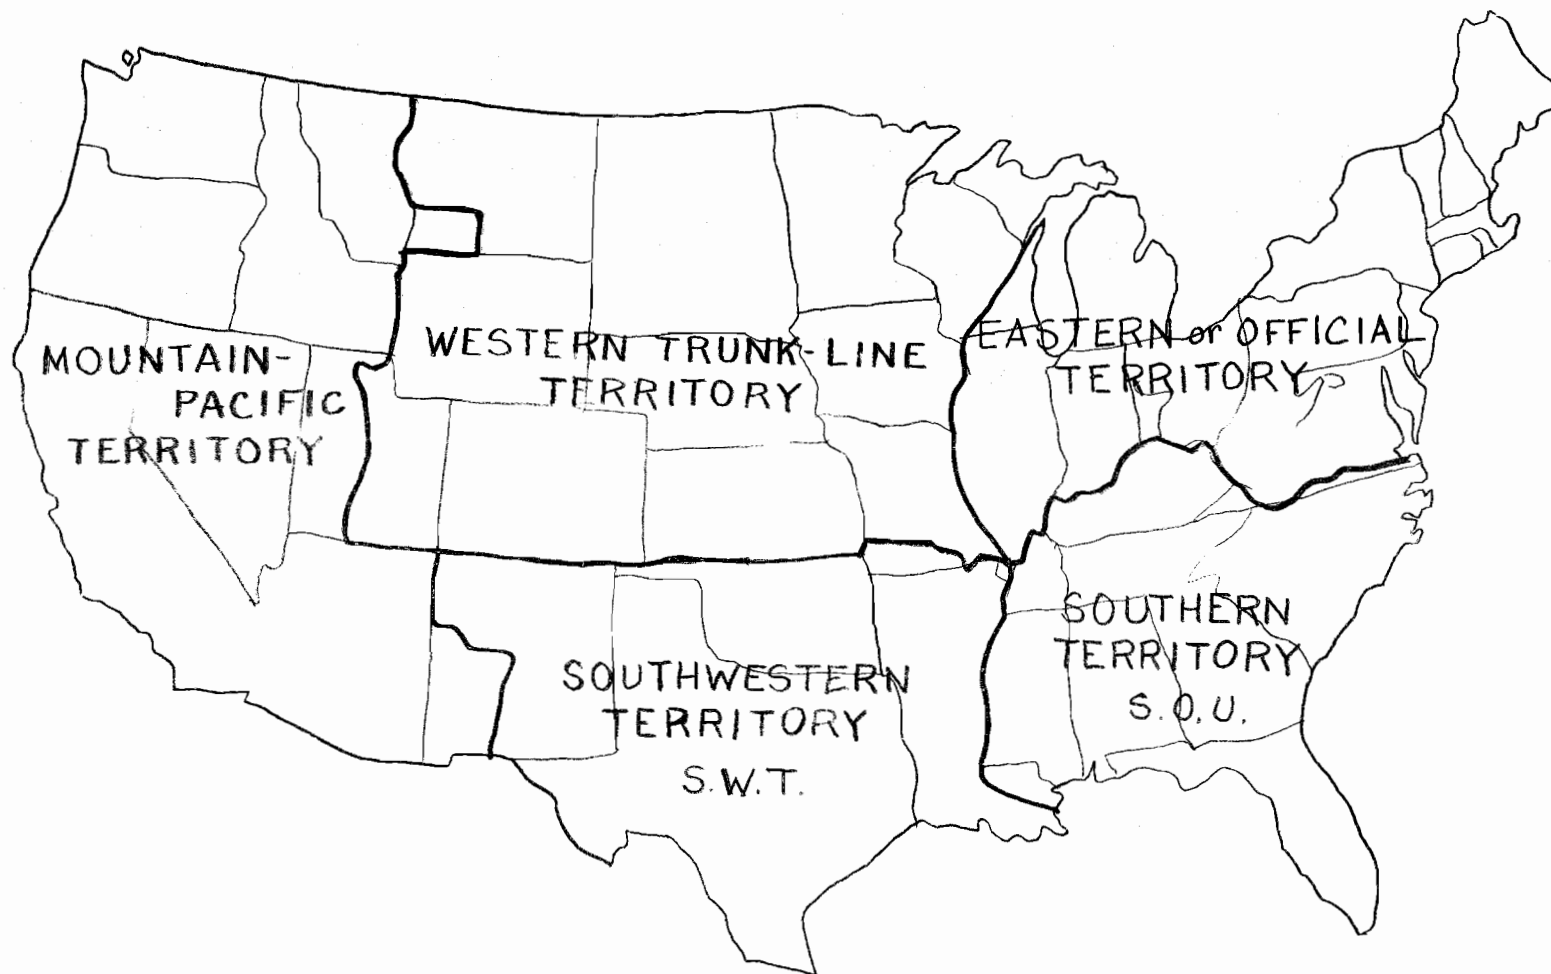 MOUNTAIN-
PACIFIC
TERRITORY
WESTERN TRUNK-LINE
TERRITORY
EASTERN or OFFICIAL
TERRITORY
SOUTHWESTERN
TERRITORY
S.W.T.
SOUTHERN
TERRITORY
S.O.U.